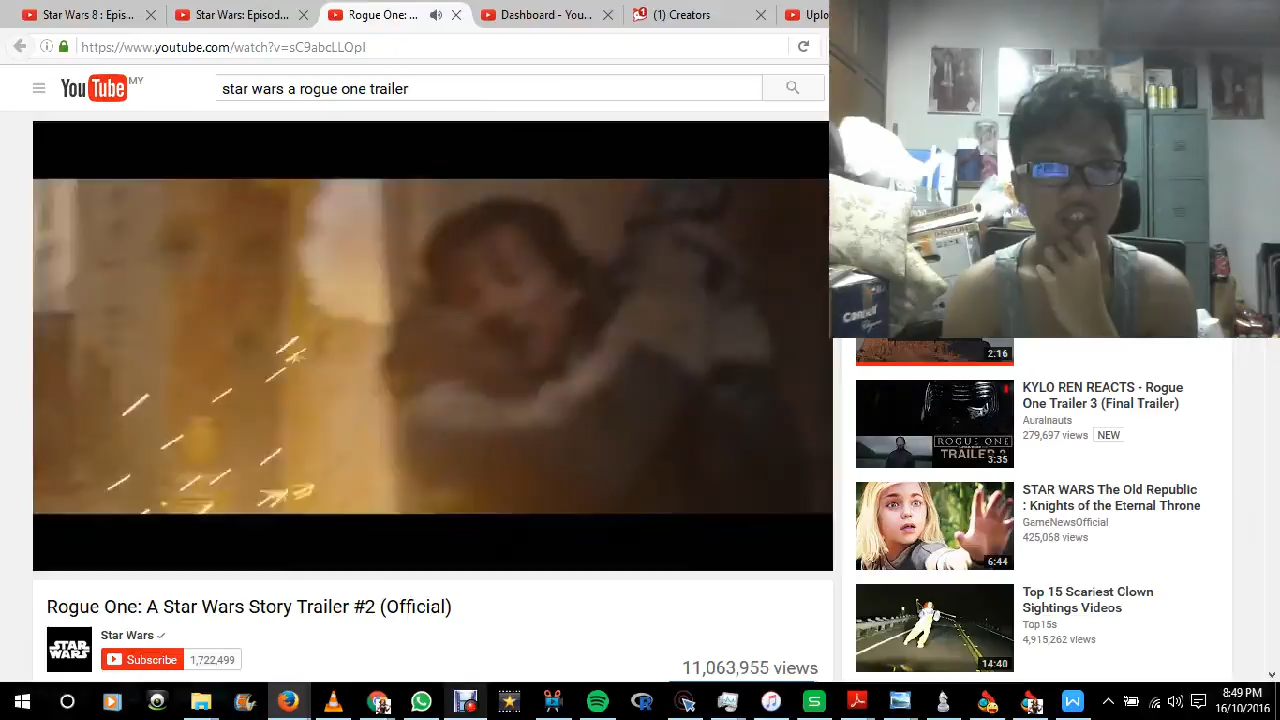 Star Wars 8 : Epis...
Star Wars: Episod...
Rogue One: ...
Dashboard - You...
(1) Creators
Uplo
https://www.youtube.com/watch?v=sC9abcLLQpI
YouTube MY
star wars a rogue one trailer
2:16
KYLO REN REACTS - Rogue
One Trailer 3 (Final Trailer)
Auralnauts
279,697 views NEW
ROGUE ONE
3:35
STAR WARS The Old Republic
: Knights of the Eternal Throne
GameNewsOfficial
425,068 views
6:44
Top 15 Scariest Clown
Sightings Videos
Top15s
4,915,262 views
14:40
Rogue One: A Star Wars Story Trailer #2 (Official)
STAR
WARS
Star Wars
Subscribe 1,722,499
11,063,955 views
8:49 PM
16/10/2016